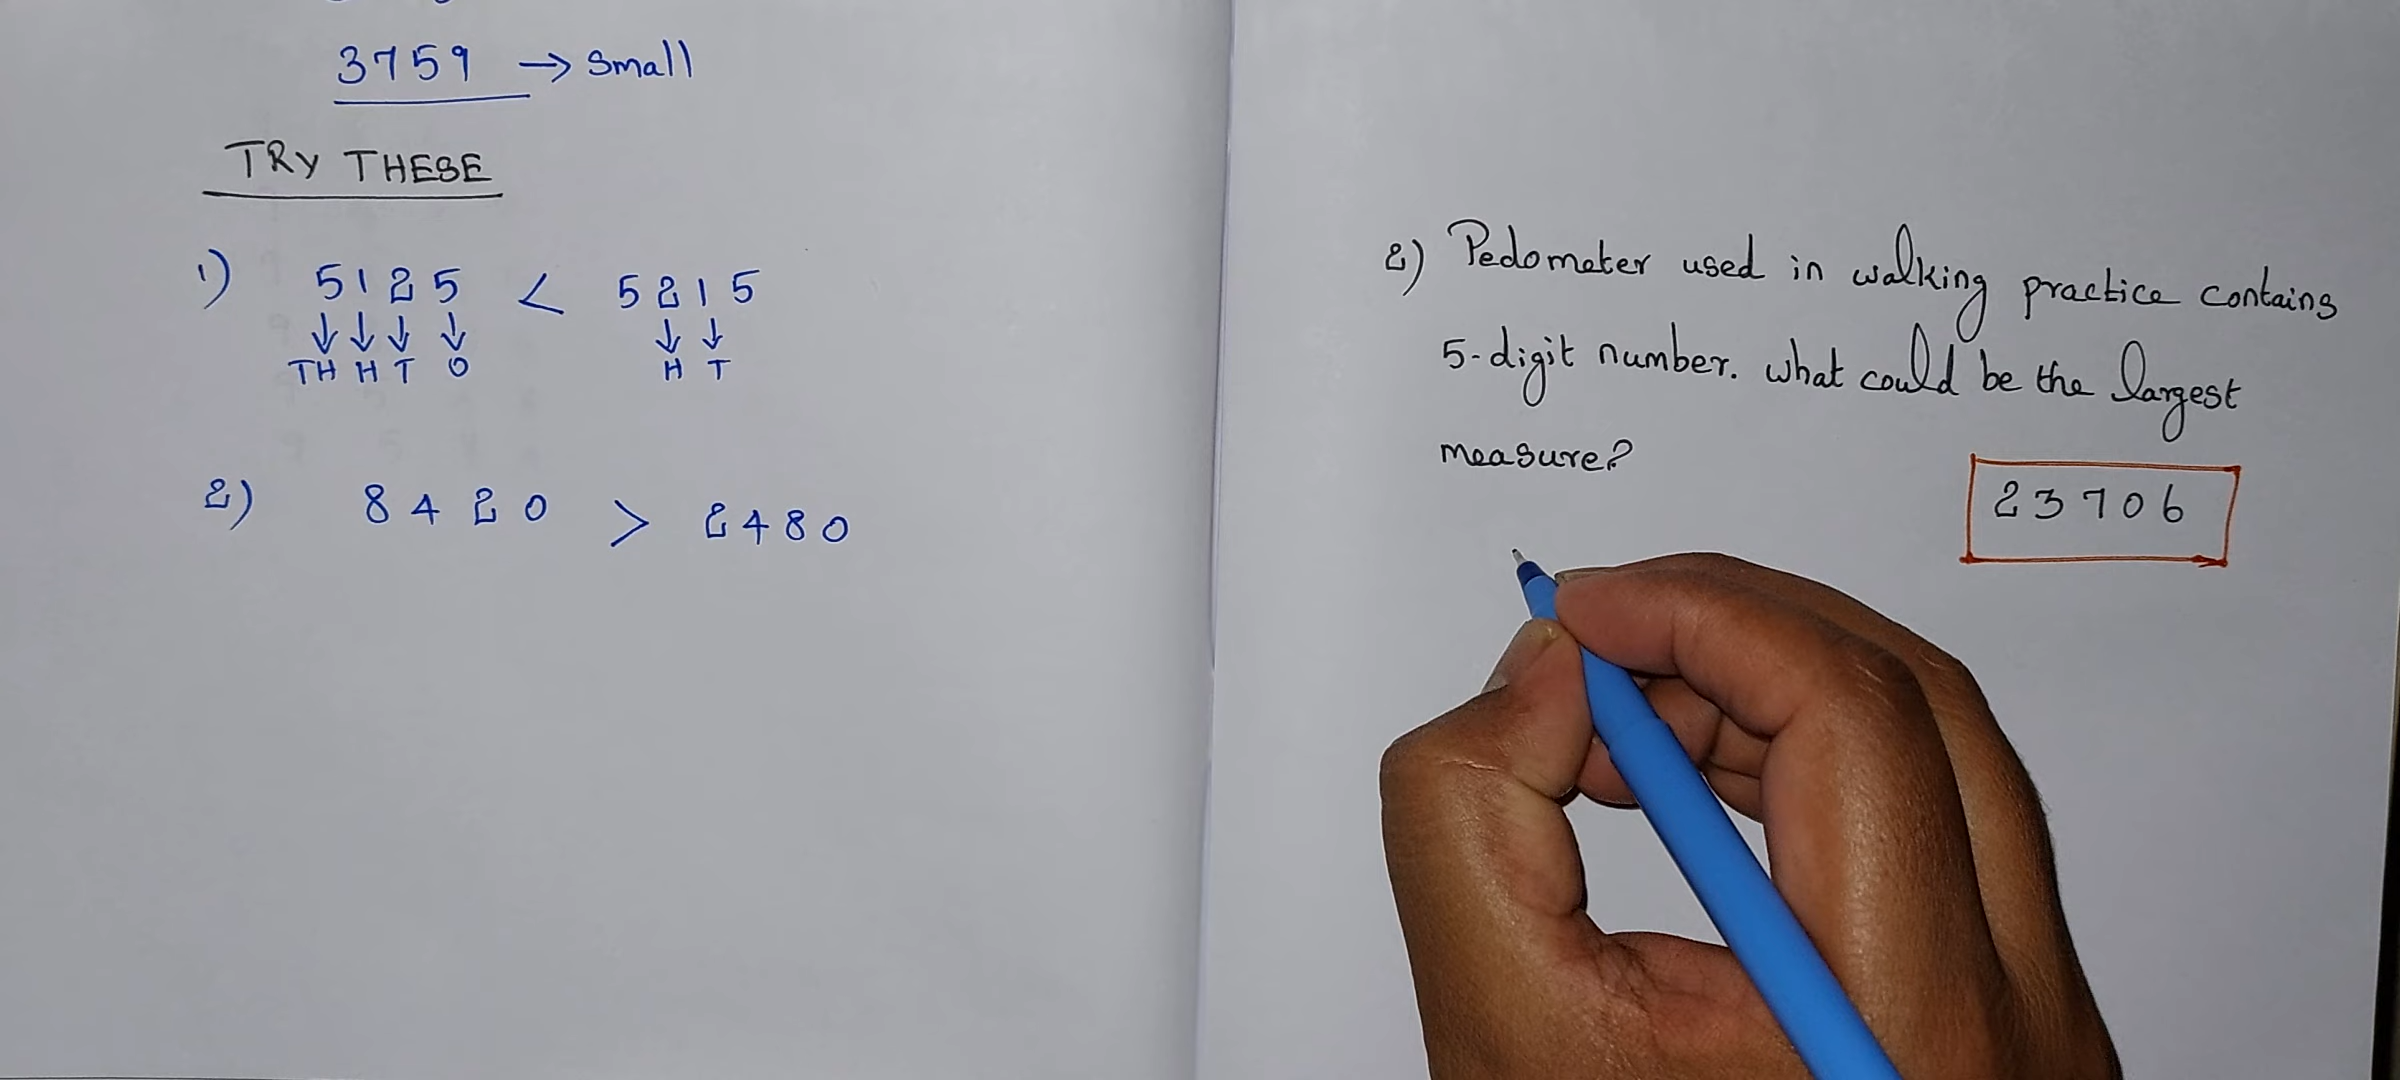 3759 → Small
TRY THESE
1) 5125 < 5215
↓ ↓ ↓ ↓ ↓ ↓
TH H T O H T
2) 8420 > 2480
2) Pedometer used in walking practice contains
5-digit number. what could be the largest
measure?
23706